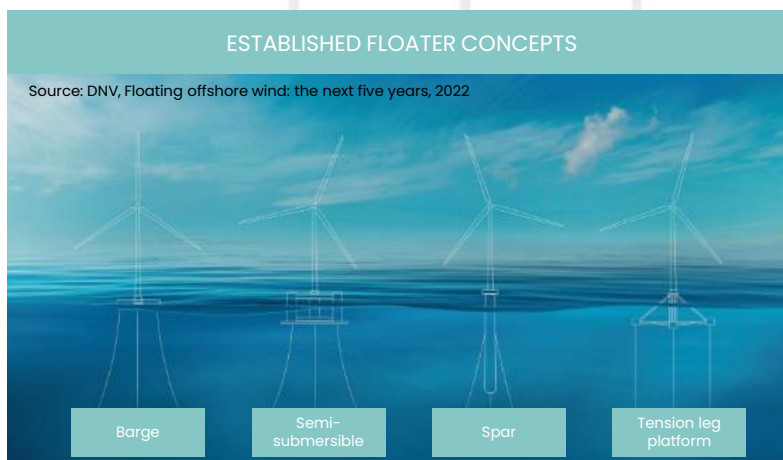 ESTABLISHED FLOATER CONCEPTS
Source: DNV, Floating offshore wind: the next five years, 2022
Barge
Semi-
submersible
Spar
Tension leg
platform